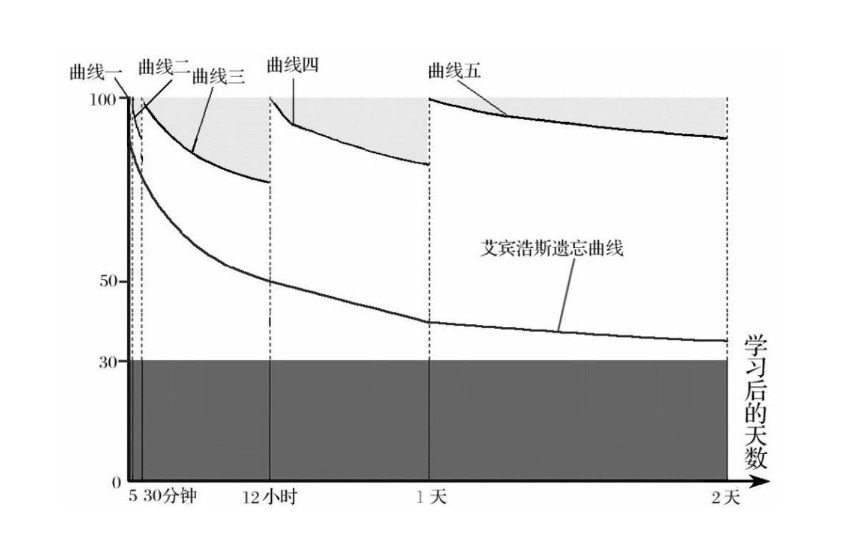 曲线一
曲线二
曲线三
曲线四
曲线五
100
50
艾宾浩斯遗忘曲线
30
学习后的天数
0
5 30分钟
12小时
1天
2天